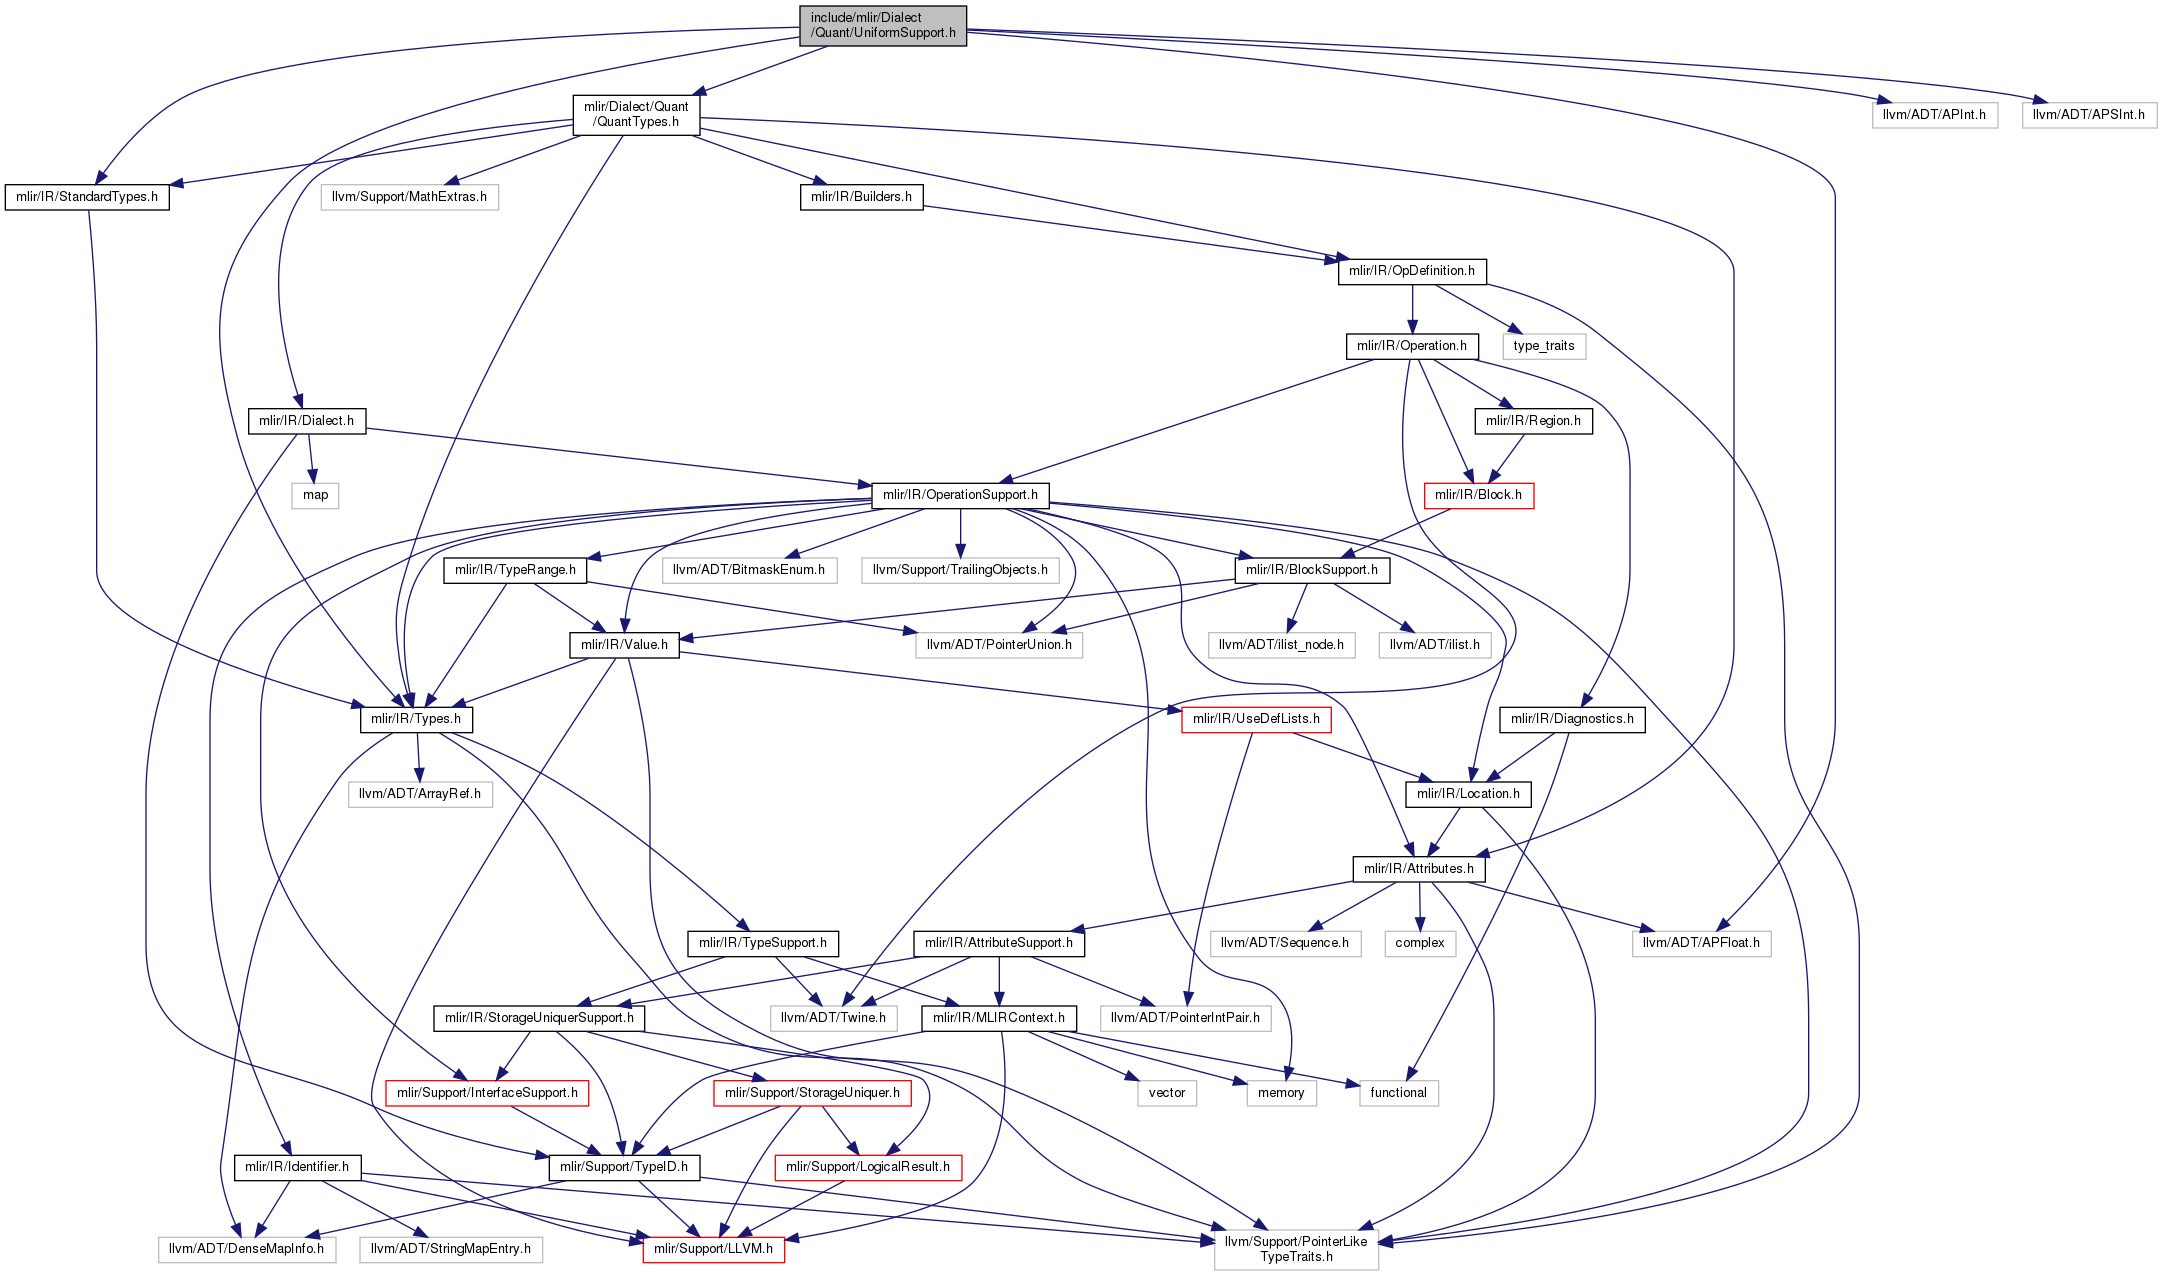 include/mlir/Dialect
/Quant/UniformSupport.h
mlir/Dialect/Quant
/QuantTypes.h
llvm/ADT/APInt.h
llvm/ADT/APSInt.h
mlir/IR/StandardTypes.h
llvm/Support/MathExtras.h
mlir/IR/Builders.h
mlir/IR/OpDefinition.h
mlir/IR/Operation.h
type_traits
mlir/IR/Dialect.h
mlir/IR/Region.h
map
mlir/IR/OperationSupport.h
mlir/IR/Block.h
mlir/IR/TypeRange.h
llvm/ADT/BitmaskEnum.h
llvm/Support/TrailingObjects.h
mlir/IR/BlockSupport.h
mlir/IR/Value.h
llvm/ADT/PointerUnion.h
llvm/ADT/ilist_node.h
llvm/ADT/ilist.h
mlir/IR/Types.h
mlir/IR/UseDefLists.h
mlir/IR/Diagnostics.h
llvm/ADT/ArrayRef.h
mlir/IR/Location.h
mlir/IR/Attributes.h
mlir/IR/TypeSupport.h
mlir/IR/AttributeSupport.h
llvm/ADT/Sequence.h
complex
llvm/ADT/APFloat.h
mlir/IR/StorageUniquerSupport.h
llvm/ADT/Twine.h
mlir/IR/MLIRContext.h
llvm/ADT/PointerIntPair.h
mlir/Support/InterfaceSupport.h
mlir/Support/StorageUniquer.h
vector
memory
functional
mlir/IR/Identifier.h
mlir/Support/TypeID.h
mlir/Support/LogicalResult.h
llvm/ADT/DenseMapInfo.h
llvm/ADT/StringMapEntry.h
mlir/Support/LLVM.h
llvm/Support/PointerLike
TypeTraits.h